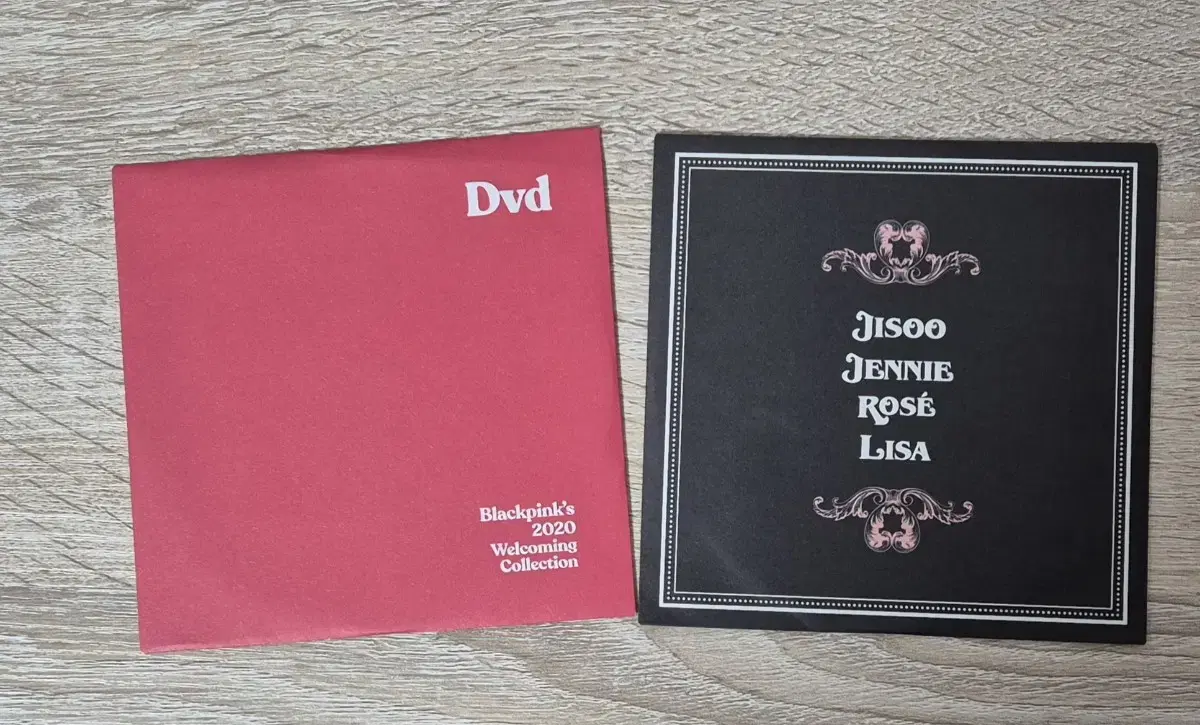 Dvd
Blackpink's
2020
Welcoming
Collection
JISOO
JENNIE
ROSÉ
LISA